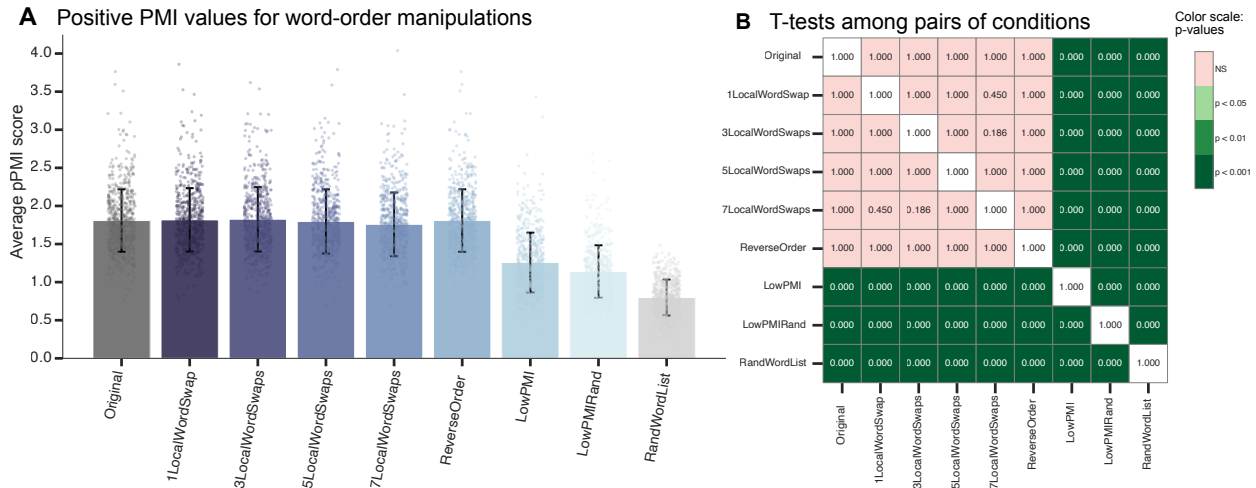 A Positive PMI values for word-order manipulations
Average pPMI score
4.0
3.5
3.0
2.5
2.0
1.5
1.0
0.5
0.0
Original
1LocalWordSwap
3LocalWordSwaps
5LocalWordSwaps
7LocalWordSwaps
ReverseOrder
LowPMI
LowPMIRand
RandWordList
B T-tests among pairs of conditions
Original 1.000 1.000 1.000 1.000 1.000 1.000 0.000 0.000 0.000
1LocalWordSwap 1.000 1.000 1.000 1.000 0.450 1.000 0.000 0.000 0.000
3LocalWordSwaps 1.000 1.000 1.000 1.000 0.186 1.000 0.000 0.000 0.000
5LocalWordSwaps 1.000 1.000 1.000 1.000 1.000 1.000 0.000 0.000 0.000
7LocalWordSwaps 1.000 0.450 0.186 1.000 1.000 1.000 0.000 0.000 0.000
ReverseOrder 1.000 1.000 1.000 1.000 1.000 1.000 0.000 0.000 0.000
LowPMI 0.000 0.000 0.000 0.000 0.000 0.000 1.000 0.000 0.000
LowPMIRand 0.000 0.000 0.000 0.000 0.000 0.000 0.000 1.000 0.000
RandWordList 0.000 0.000 0.000 0.000 0.000 0.000 0.000 0.000 1.000
Original
1LocalWordSwap
3LocalWordSwaps
5LocalWordSwaps
7LocalWordSwaps
ReverseOrder
LowPMI
LowPMIRand
RandWordList
Color scale:
p-values
NS
p < 0.05
p < 0.01
p < 0.001